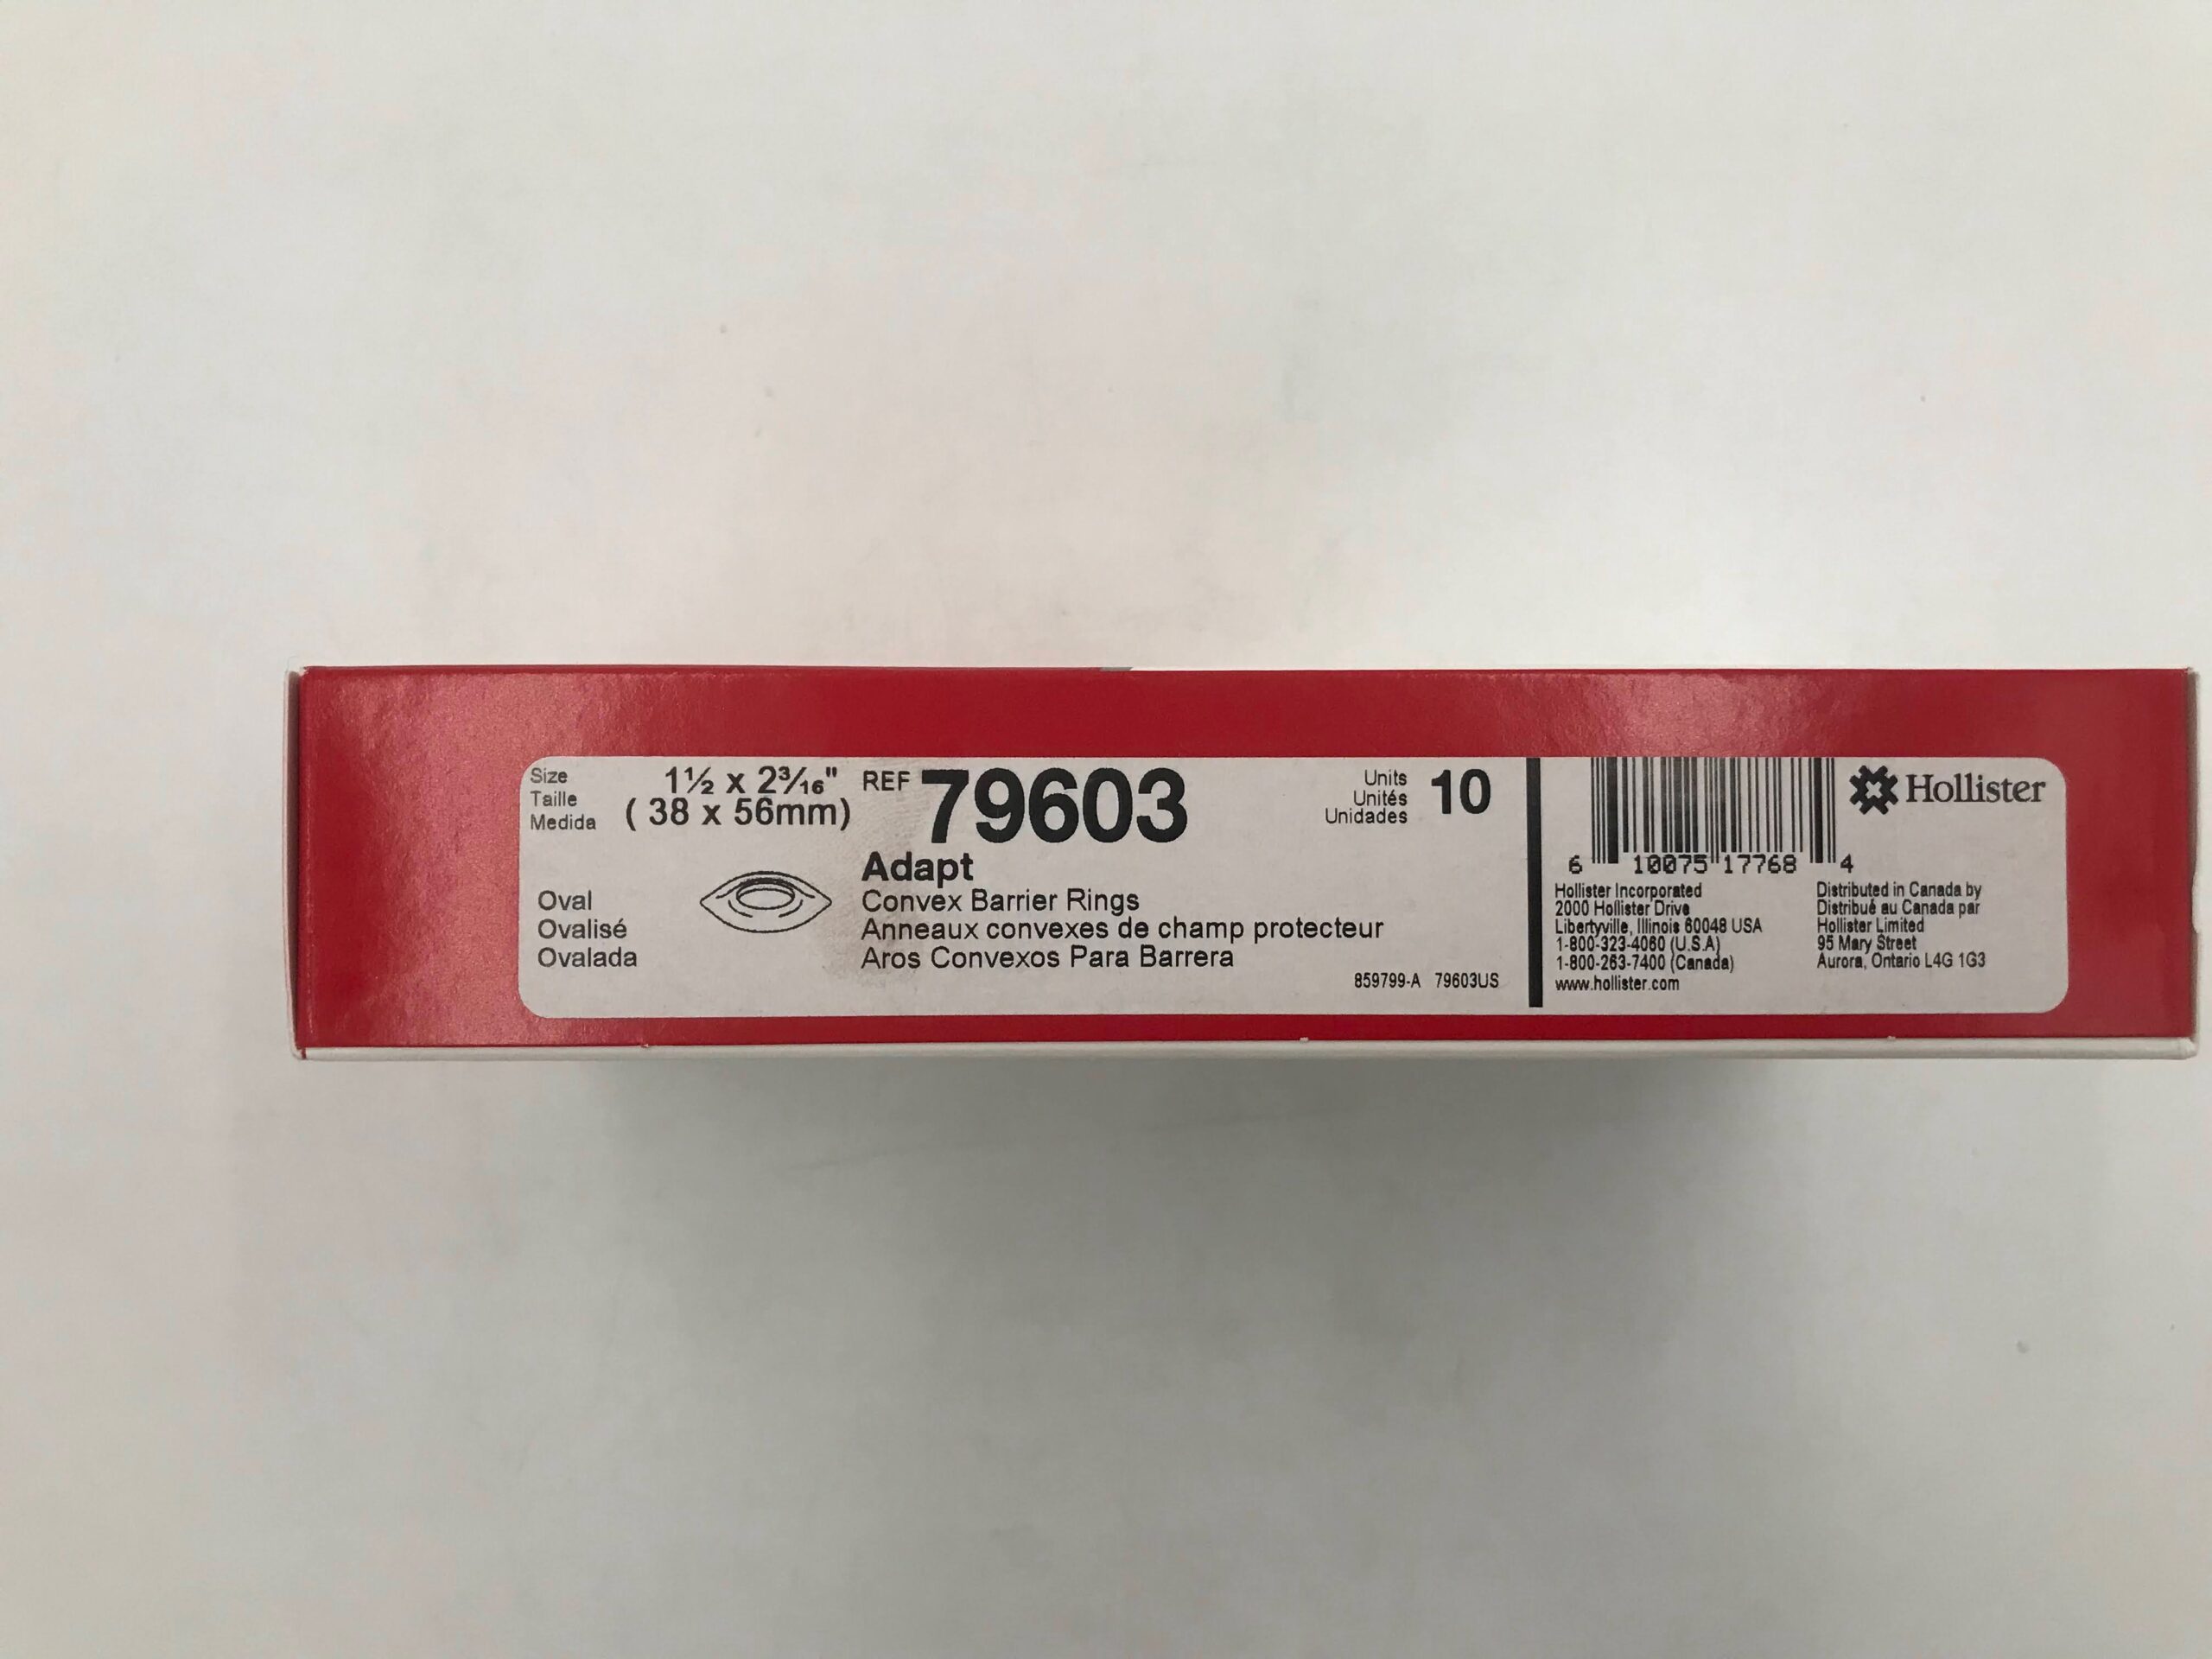 Size
Taille
Medida
1½ x 2³⁄₁₆"
( 38 x 56mm)
REF 79603
Units
Unités
Unidades
10
Adapt
Convex Barrier Rings
Anneaux convexes de champ protecteur
Aros Convexos Para Barrera
Oval
Ovalisé
Ovalada
859799-A 79603US
6 10075 17768 4
Hollister
Hollister Incorporated
2000 Hollister Drive
Libertyville, Illinois 60048 USA
1-800-323-4060 (U.S.A)
1-800-263-7400 (Canada)
www.hollister.com
Distributed in Canada by
Distribué au Canada par
Hollister Limited
95 Mary Street
Aurora, Ontario L4G 1G3